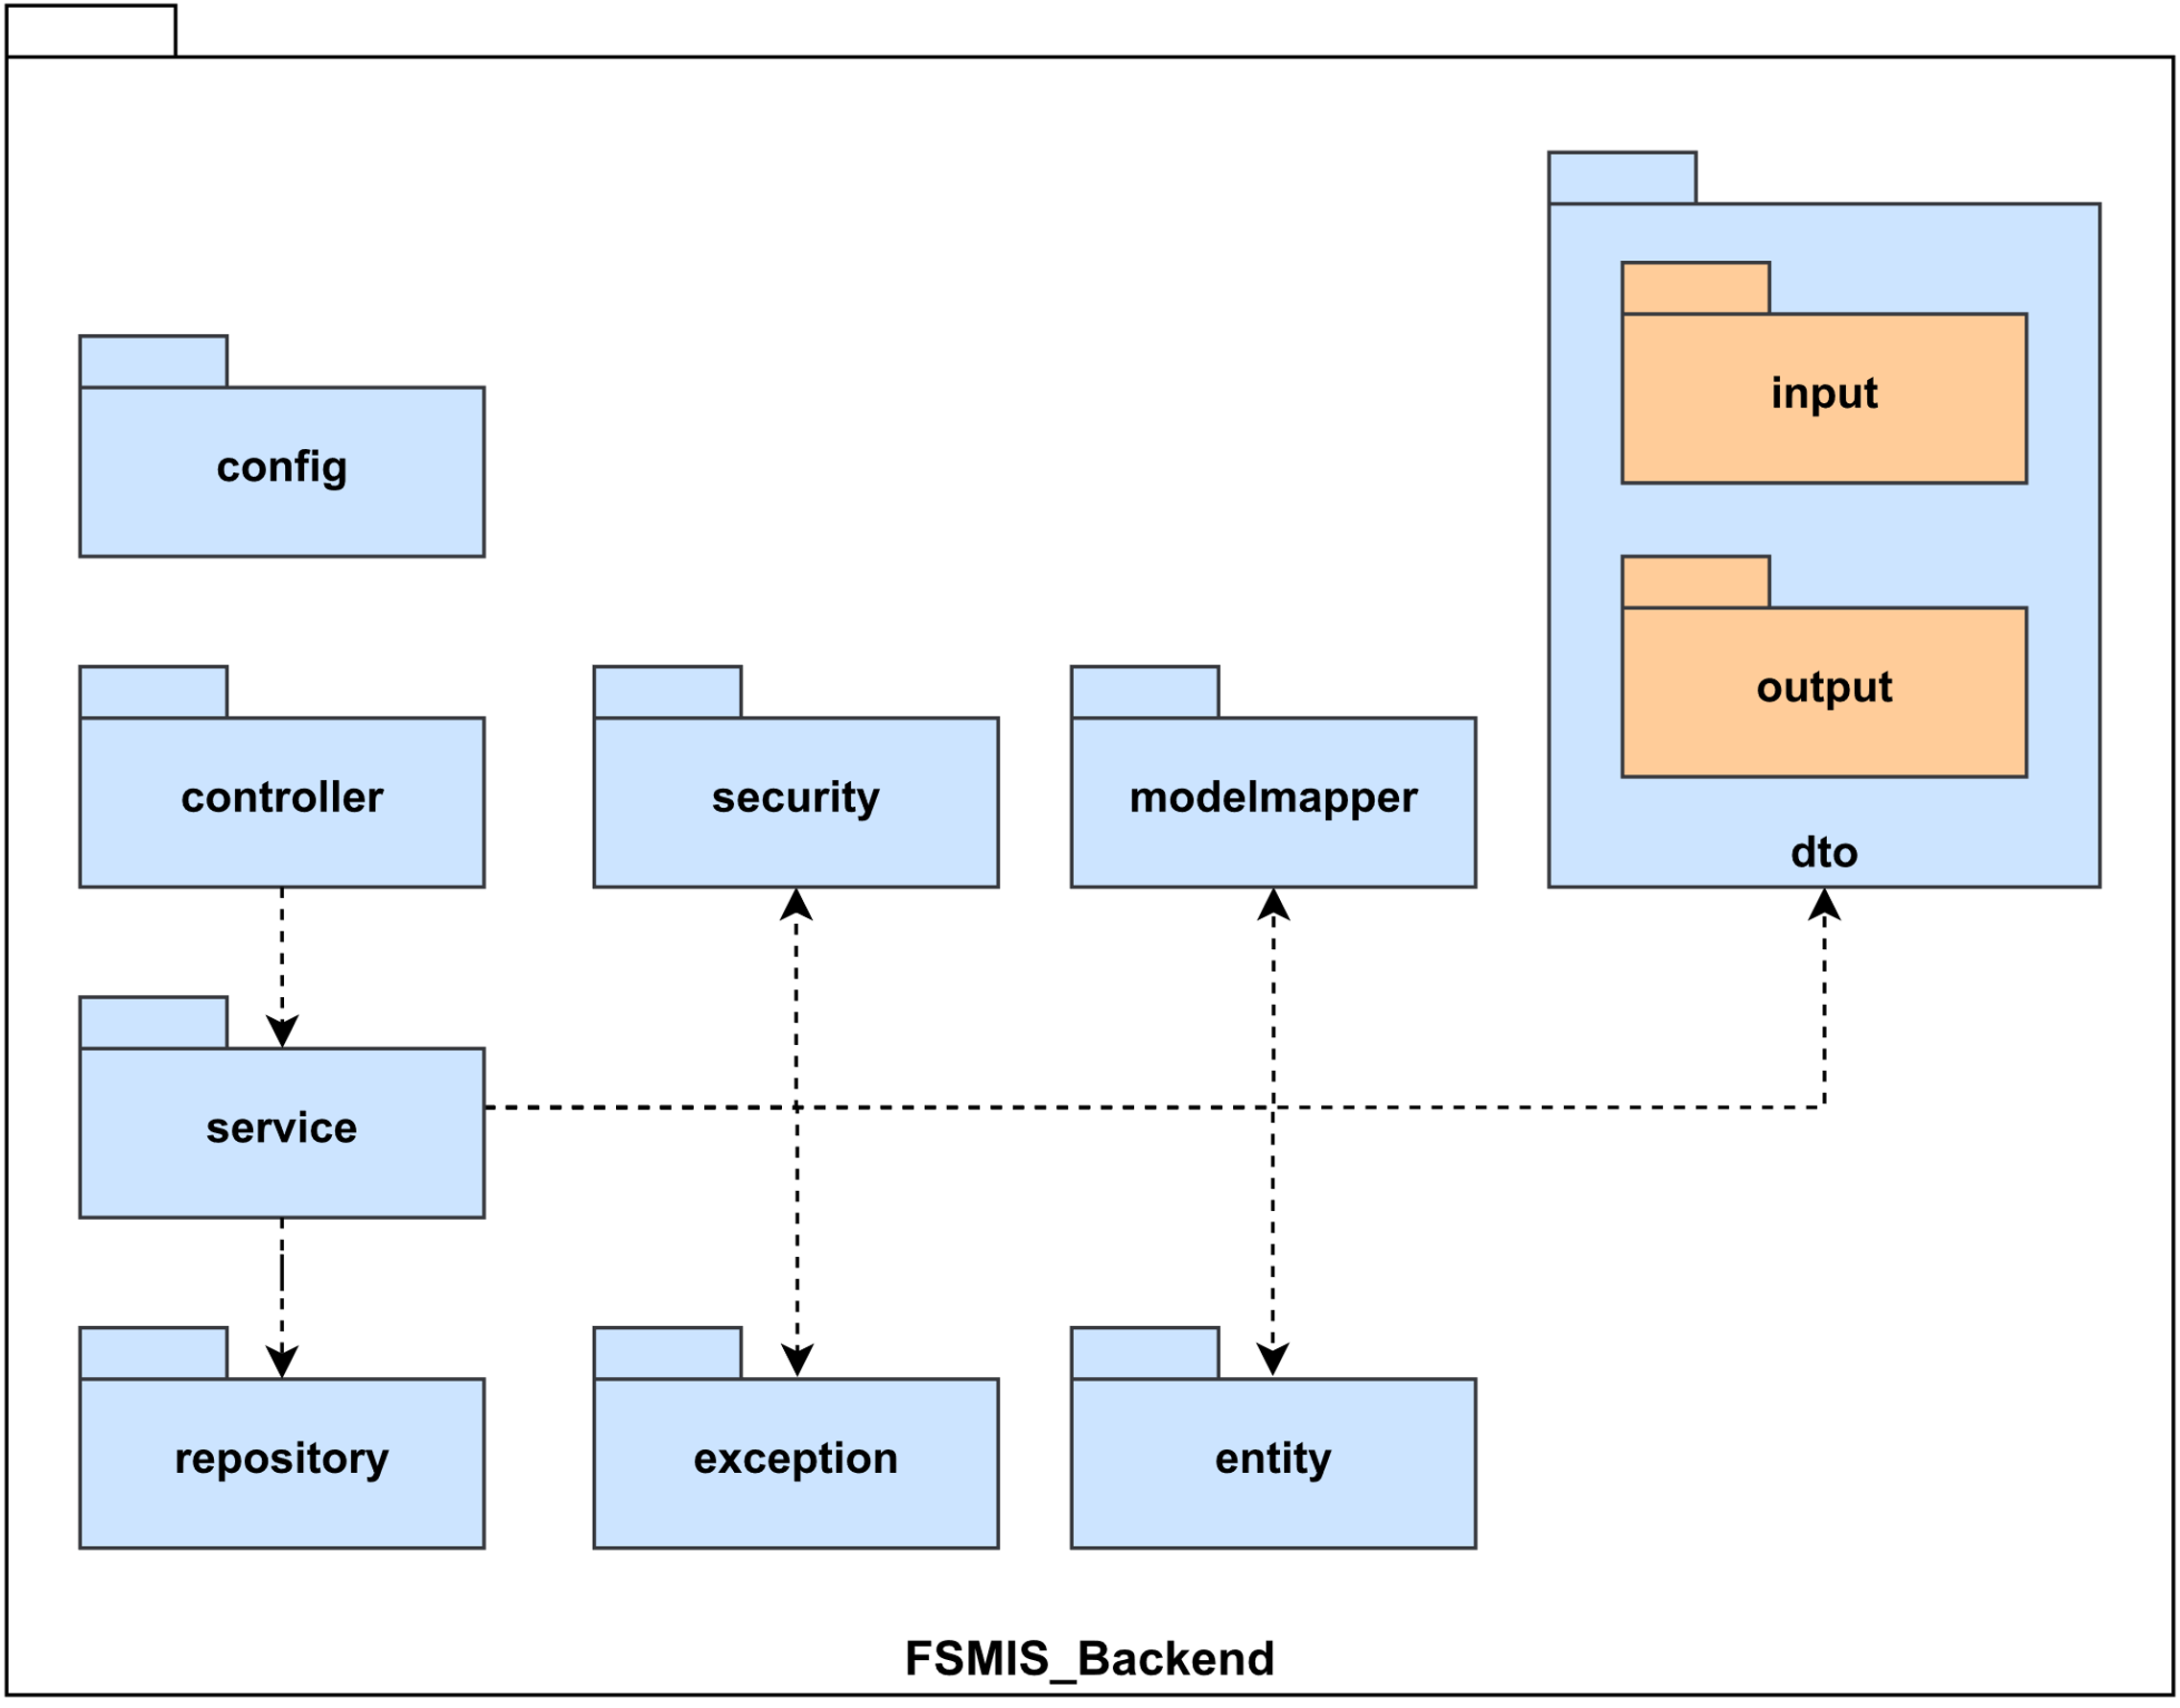 input
config
output
controller
security
modelmapper
dto
service
repository
exception
entity
FSMIS_Backend